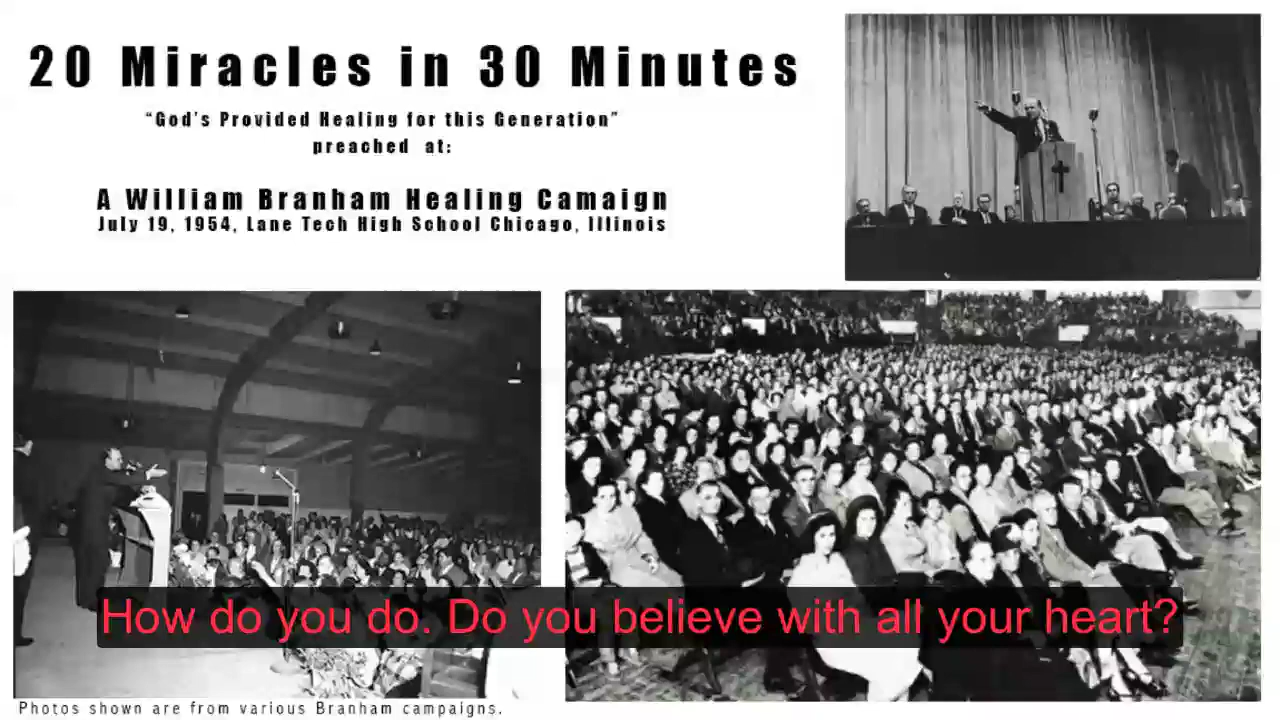 20 Miracles in 30 Minutes
"God's Provided Healing for this Generation"
preached at:
A William Branham Healing Camaign
July 19, 1954, Lane Tech High School Chicago, Illinois
How do you do. Do you believe with all your heart?
Photos shown are from various Branham campaigns.